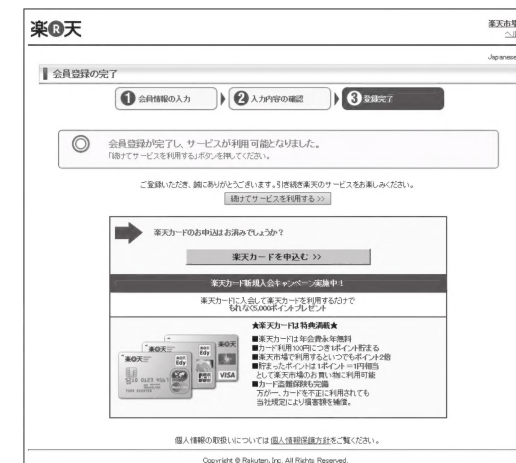 楽R天
楽天市
ヘル
Japanese
会員登録の完了
1 会員情報の入力
2 入力内容の確認
3 登録完了
会員登録が完了し、サービスが利用可能となりました。
「続けてサービスを利用する」ボタンを押してください。
ご登録いただき、誠にありがとうございます。引き続き楽天のサービスをお楽しみください。
続けてサービスを利用する >>
楽天カードのお申込はお済みでしょうか？
楽天カードを申込む >>
楽天カード新規入会キャンペーン実施中！
楽天カードに入会して楽天カードを利用するだけで
もれなく5,000ポイントプレゼント
★楽天カードは特典満載★
■楽天カードは年会費永年無料
■カード利用100円につき1ポイント貯まる
■楽天市場で利用するといつでもポイント2倍
■貯まったポイントは1ポイント=1円相当
として楽天市場のお買い物に利用可能
■カード盗難保険も完備
万が一、カードを不正に利用されても
当社規定により損害額を補償。
楽R天
楽R天
楽R天
Edy
Edy
VISA
個人情報の取扱いについては個人情報保護方針をご覧ください。
Copyright © Rakuten, Inc. All Rights Reserved.